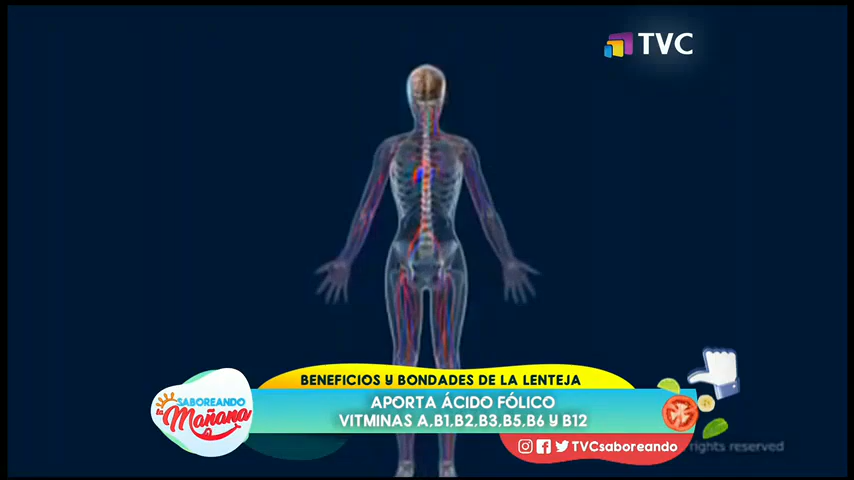 TVC
BENEFICIOS Y BONDADES DE LA LENTEJA
SABOREANDO
la Mañana
APORTA ÁCIDO FÓLICO
VITMINAS A,B1,B2,B3,B5,B6 Y B12
TVCsaboreando
rights reserved